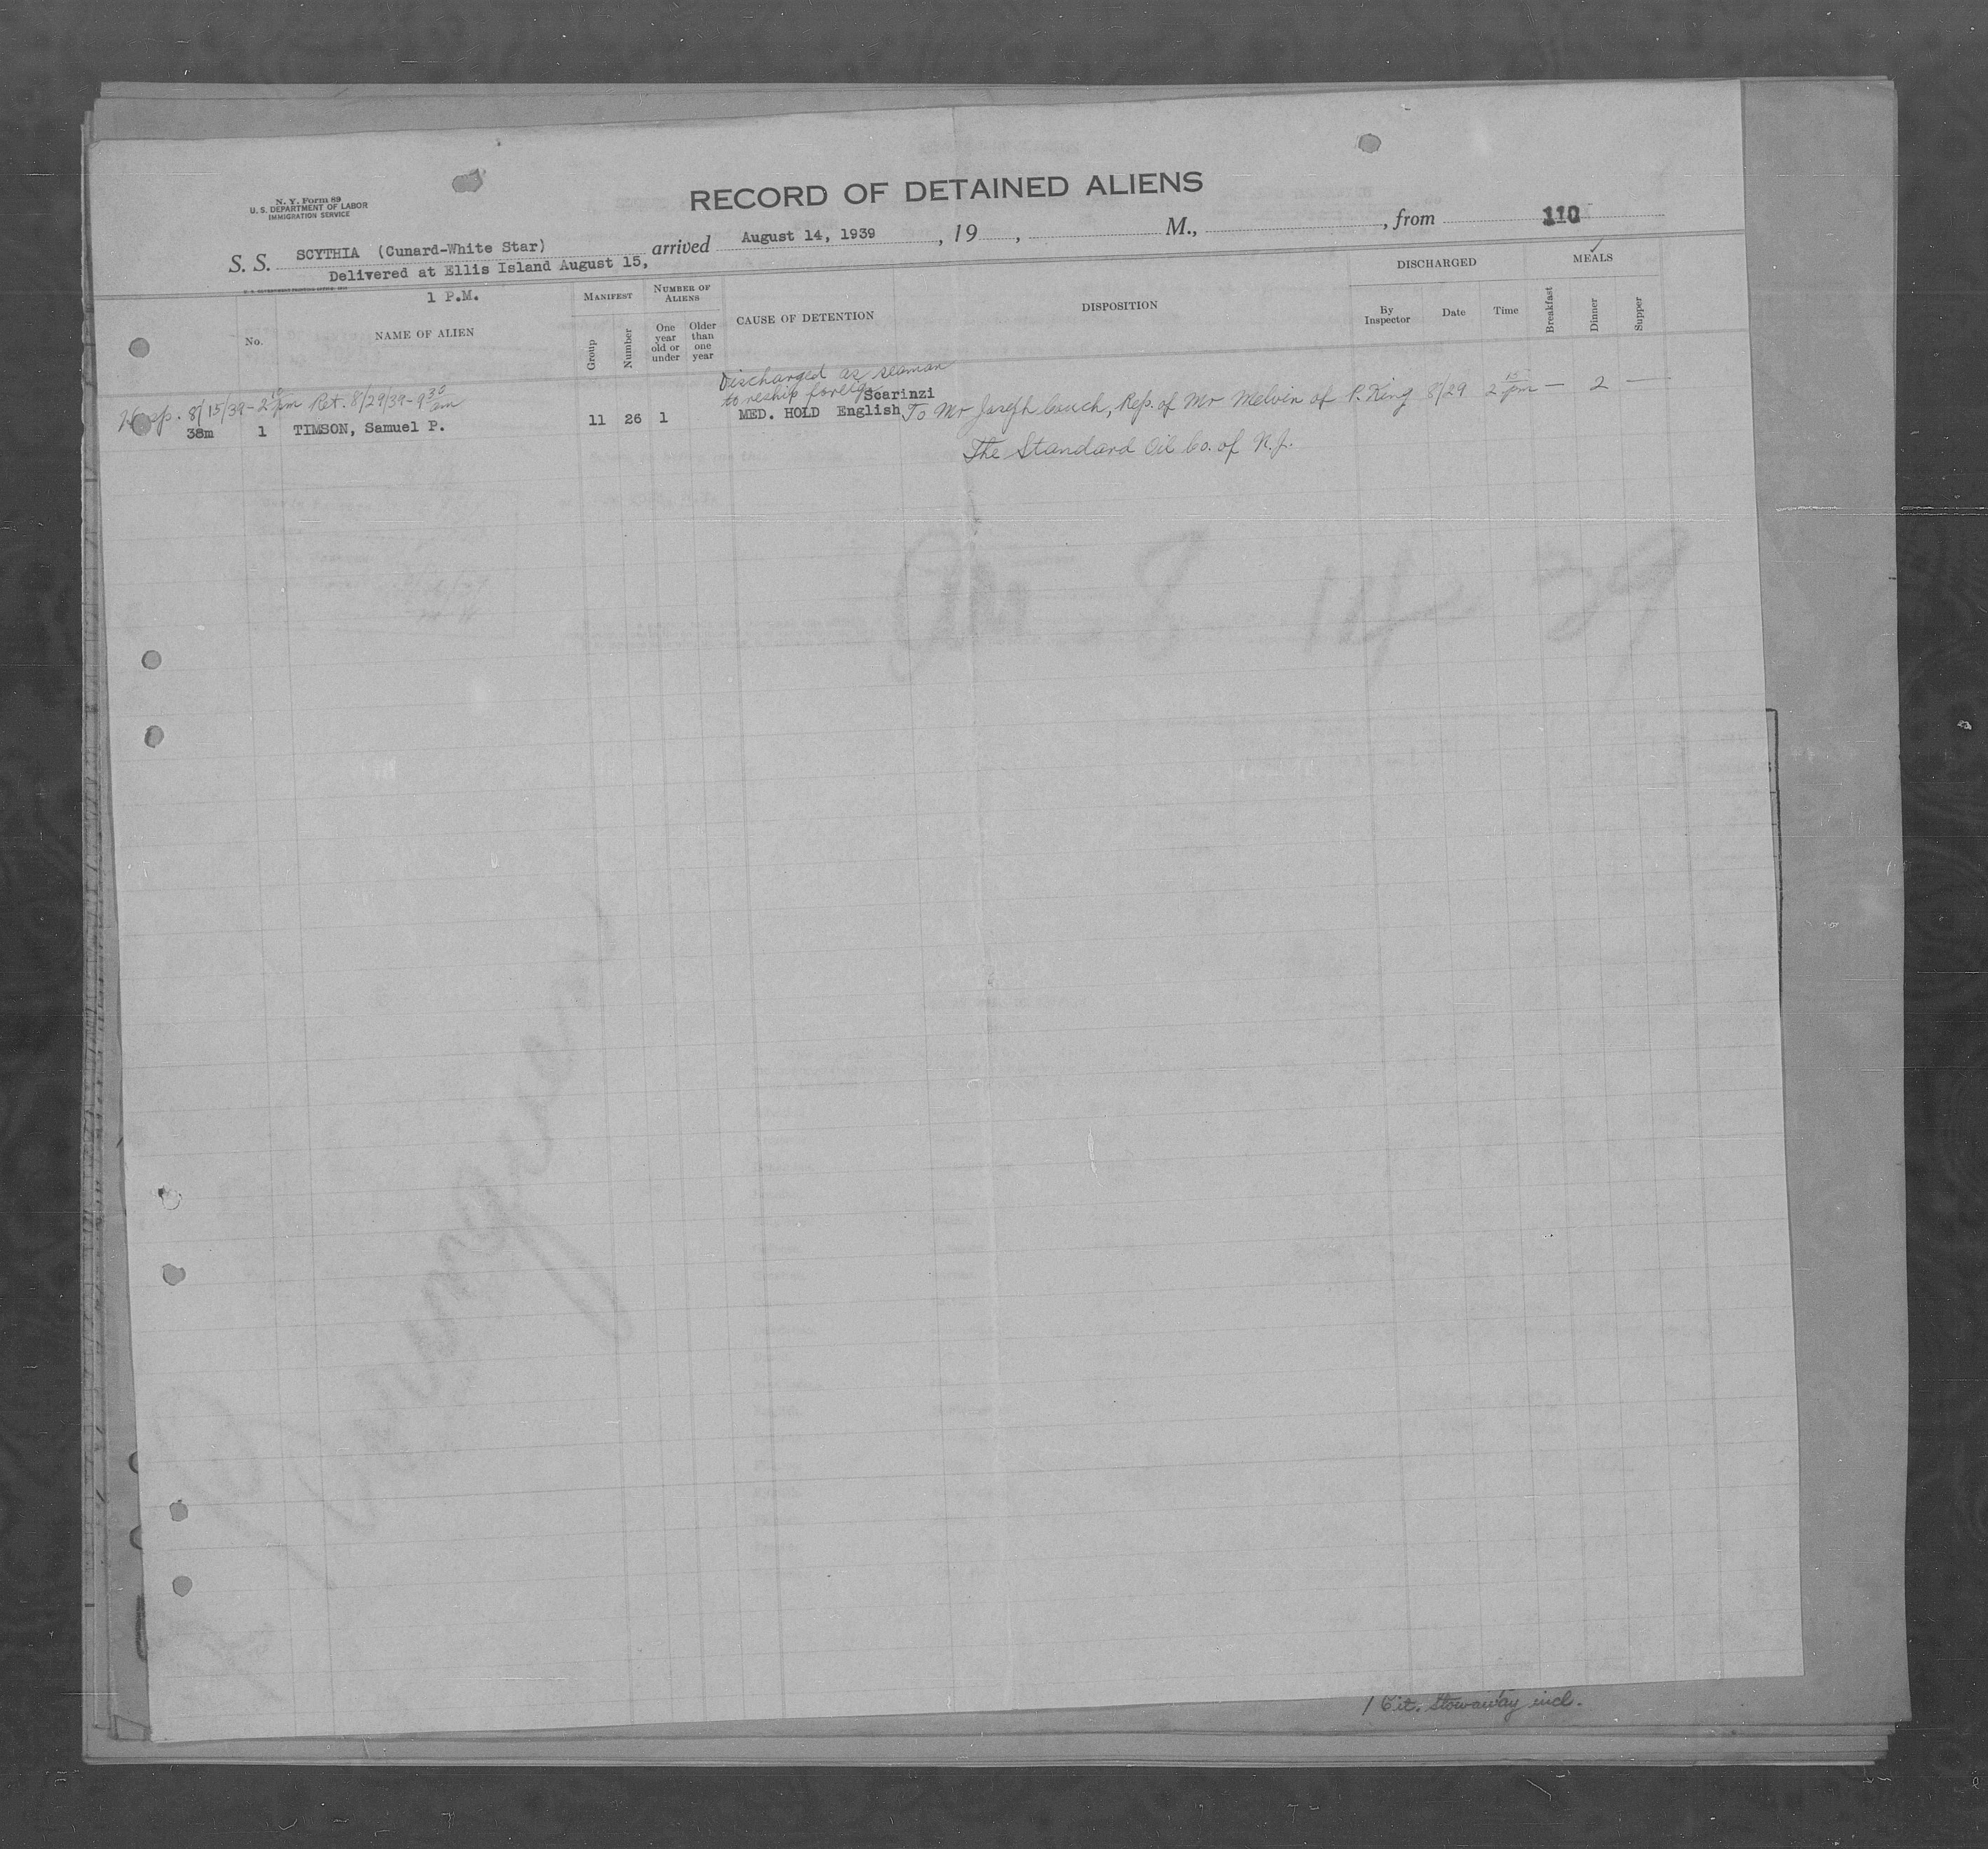 N. Y. Form 89
U. S. DEPARTMENT OF LABOR
IMMIGRATION SERVICE
RECORD OF DETAINED ALIENS
110
S. S. SCYTHIA (Cunard-White Star) arrived August 14, 1939, 19 , M., , from
Delivered at Ellis Island August 15,
1 P.M.
No.
NAME OF ALIEN
MANIFEST
Group
Number
NUMBER OF ALIENS
One year old or under
Older than one year
CAUSE OF DETENTION
DISPOSITION
DISCHARGED
By Inspector
Date
Time
MEALS
Breakfast
Dinner
Supper
Hosp. 8/15/39 - 2 10 pm Ret. 8/29/39 - 9 30 am
Discharged as seaman
to reship foreign
Scarinzi
38m 1 TIMSON, Samuel P. 11 26 1 MED. HOLD English To Mr Joseph Couch, Rep. of Mr Melvin of P. King 8/29 2 15 pm — 2 —
The Standard Oil Co. of N.J.
1 Cit. Stowaway incl.